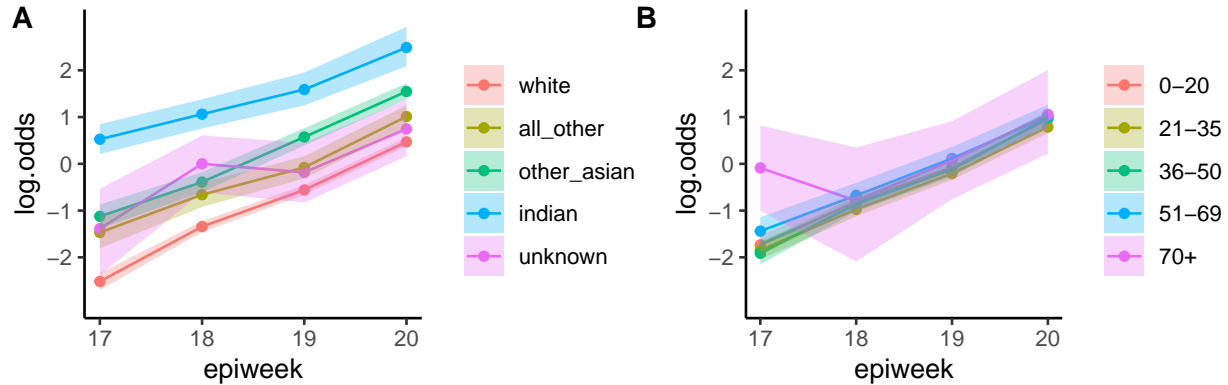 A
log.odds
2
1
0
−1
−2
17 18 19 20
epiweek
white
all_other
other_asian
indian
unknown
B
log.odds
2
1
0
−1
−2
17 18 19 20
epiweek
0−20
21−35
36−50
51−69
70+